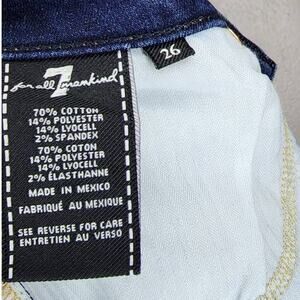 7
for all mankind
70% COTTON
14% POLYESTER
14% LYOCELL
2% SPANDEX
70% COTON
14% POLYESTER
14% LYOCELL
2% ÉLASTHANNE
MADE IN MEXICO
FABRIQUÉ AU MEXIQUE
SEE REVERSE FOR CARE
ENTRETIEN AU VERSO
26